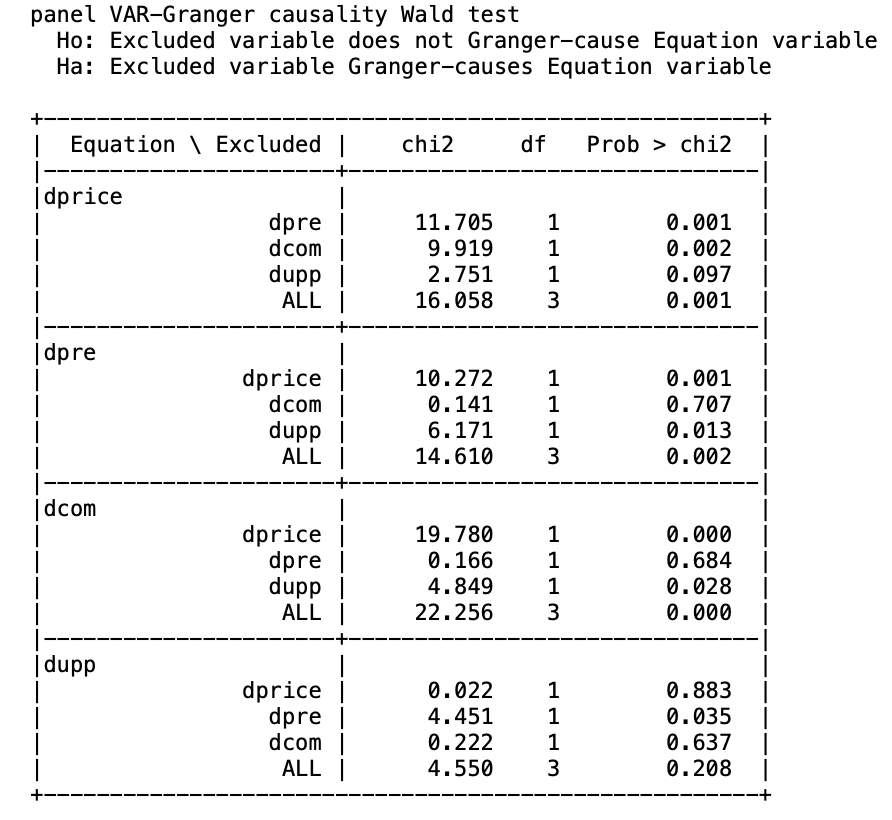 panel VAR-Granger causality Wald test
Ho: Excluded variable does not Granger-cause Equation variable
Ha: Excluded variable Granger-causes Equation variable
Equation \ Excluded | chi2 df Prob > chi2
dprice
dpre | 11.705 1 0.001
dcom | 9.919 1 0.002
dupp | 2.751 1 0.097
ALL | 16.058 3 0.001
dpre
dprice | 10.272 1 0.001
dcom | 0.141 1 0.707
dupp | 6.171 1 0.013
ALL | 14.610 3 0.002
dcom
dprice | 19.780 1 0.000
dpre | 0.166 1 0.684
dupp | 4.849 1 0.028
ALL | 22.256 3 0.000
dupp
dprice | 0.022 1 0.883
dpre | 4.451 1 0.035
dcom | 0.222 1 0.637
ALL | 4.550 3 0.208